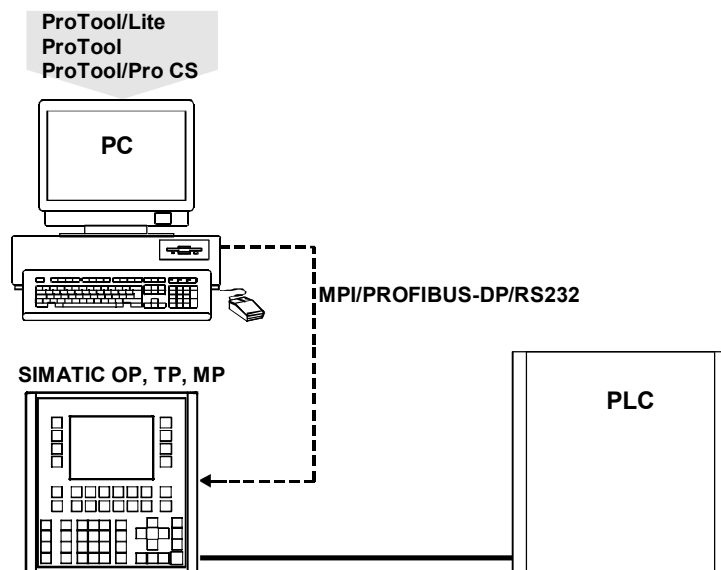 ProTool/Lite
ProTool
ProTool/Pro CS
PC
MPI/PROFIBUS-DP/RS232
SIMATIC OP, TP, MP
PLC